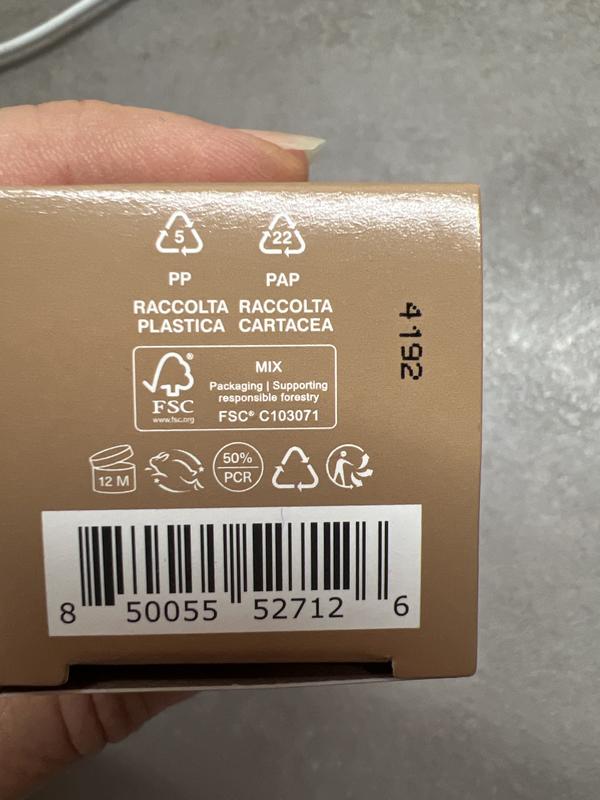 5 22
PP PAP
RACCOLTA RACCOLTA
PLASTICA CARTACEA
4192
FSC®
www.fsc.org
MIX
Packaging | Supporting
responsible forestry
FSC® C103071
12 M
50%
PCR
8 50055 52712 6